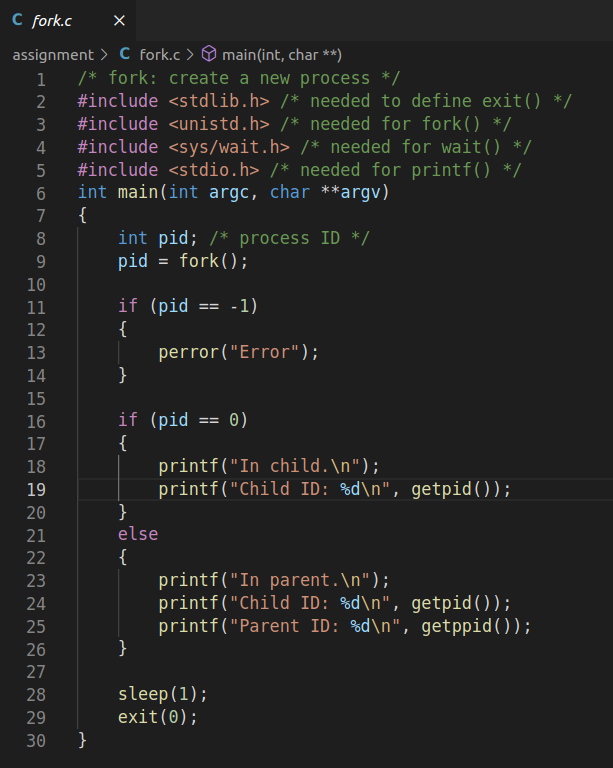 C fork.c ×
assignment > C fork.c > main(int, char **)
1 /* fork: create a new process */
2 #include <stdlib.h> /* needed to define exit() */
3 #include <unistd.h> /* needed for fork() */
4 #include <sys/wait.h> /* needed for wait() */
5 #include <stdio.h> /* needed for printf() */
6 int main(int argc, char **argv)
7 {
8     int pid; /* process ID */
9     pid = fork();
10
11     if (pid == -1)
12     {
13         perror("Error");
14     }
15
16     if (pid == 0)
17     {
18         printf("In child.\n");
19         printf("Child ID: %d\n", getpid());
20     }
21     else
22     {
23         printf("In parent.\n");
24         printf("Child ID: %d\n", getpid());
25         printf("Parent ID: %d\n", getppid());
26     }
27
28     sleep(1);
29     exit(0);
30 }